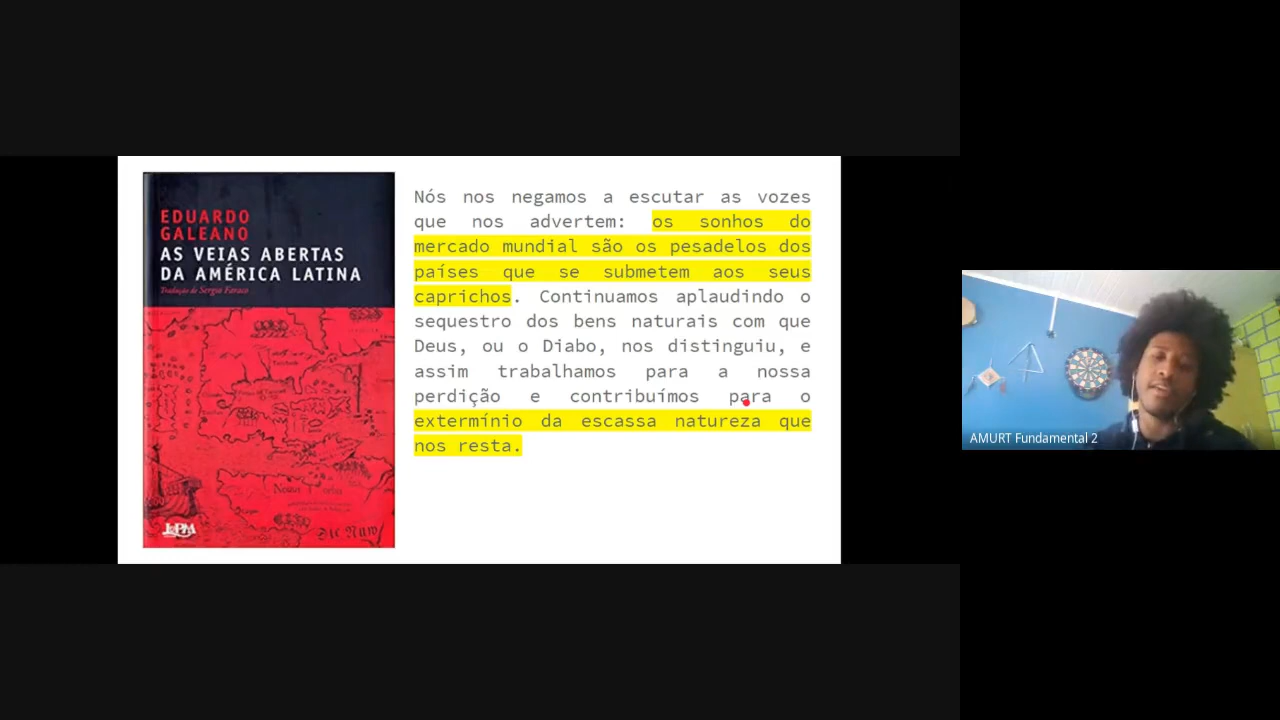 EDUARDO
GALEANO
AS VEIAS ABERTAS
DA AMÉRICA LATINA
Tradução de Sergio Faraco
L&PM
Nós nos negamos a escutar as vozes
que nos advertem: os sonhos do
mercado mundial são os pesadelos dos
países que se submetem aos seus
caprichos. Continuamos aplaudindo o
sequestro dos bens naturais com que
Deus, ou o Diabo, nos distinguiu, e
assim trabalhamos para a nossa
perdição e contribuímos para o
extermínio da escassa natureza que
nos resta.
AMURT Fundamental 2